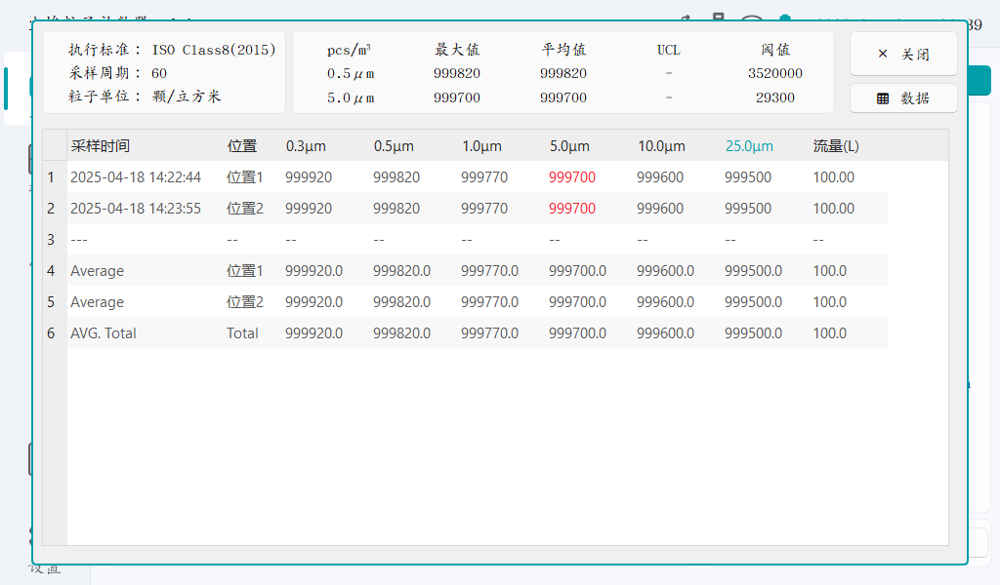 执行标准： ISO Class8(2015)
采样周期： 60
粒子单位： 颗/立方米
pcs/m³ 最大值 平均值 UCL 阈值
0.5μm 999820 999820 - 3520000
5.0μm 999700 999700 - 29300
× 关闭
数据
采样时间 位置 0.3μm 0.5μm 1.0μm 5.0μm 10.0μm 25.0μm 流量(L)
1 2025-04-18 14:22:44 位置1 999920 999820 999770 999700 999600 999500 100.00
2 2025-04-18 14:23:55 位置2 999920 999820 999770 999700 999600 999500 100.00
3 --- -- -- -- -- -- -- -- --
4 Average 位置1 999920.0 999820.0 999770.0 999700.0 999600.0 999500.0 100.0
5 Average 位置2 999920.0 999820.0 999770.0 999700.0 999600.0 999500.0 100.0
6 AVG. Total Total 999920.0 999820.0 999770.0 999700.0 999600.0 999500.0 100.0
设置